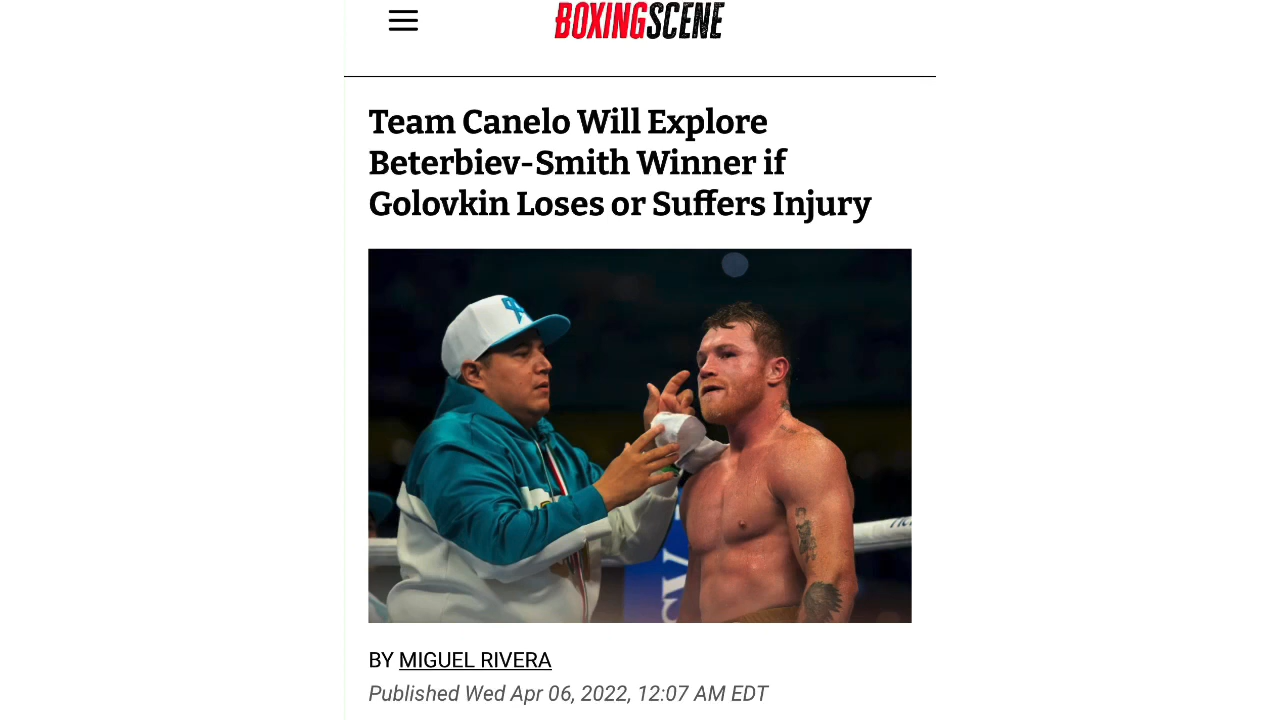 BOXINGSCENE
Team Canelo Will Explore
Beterbiev-Smith Winner if
Golovkin Loses or Suffers Injury
BY MIGUEL RIVERA
Published Wed Apr 06, 2022, 12:07 AM EDT